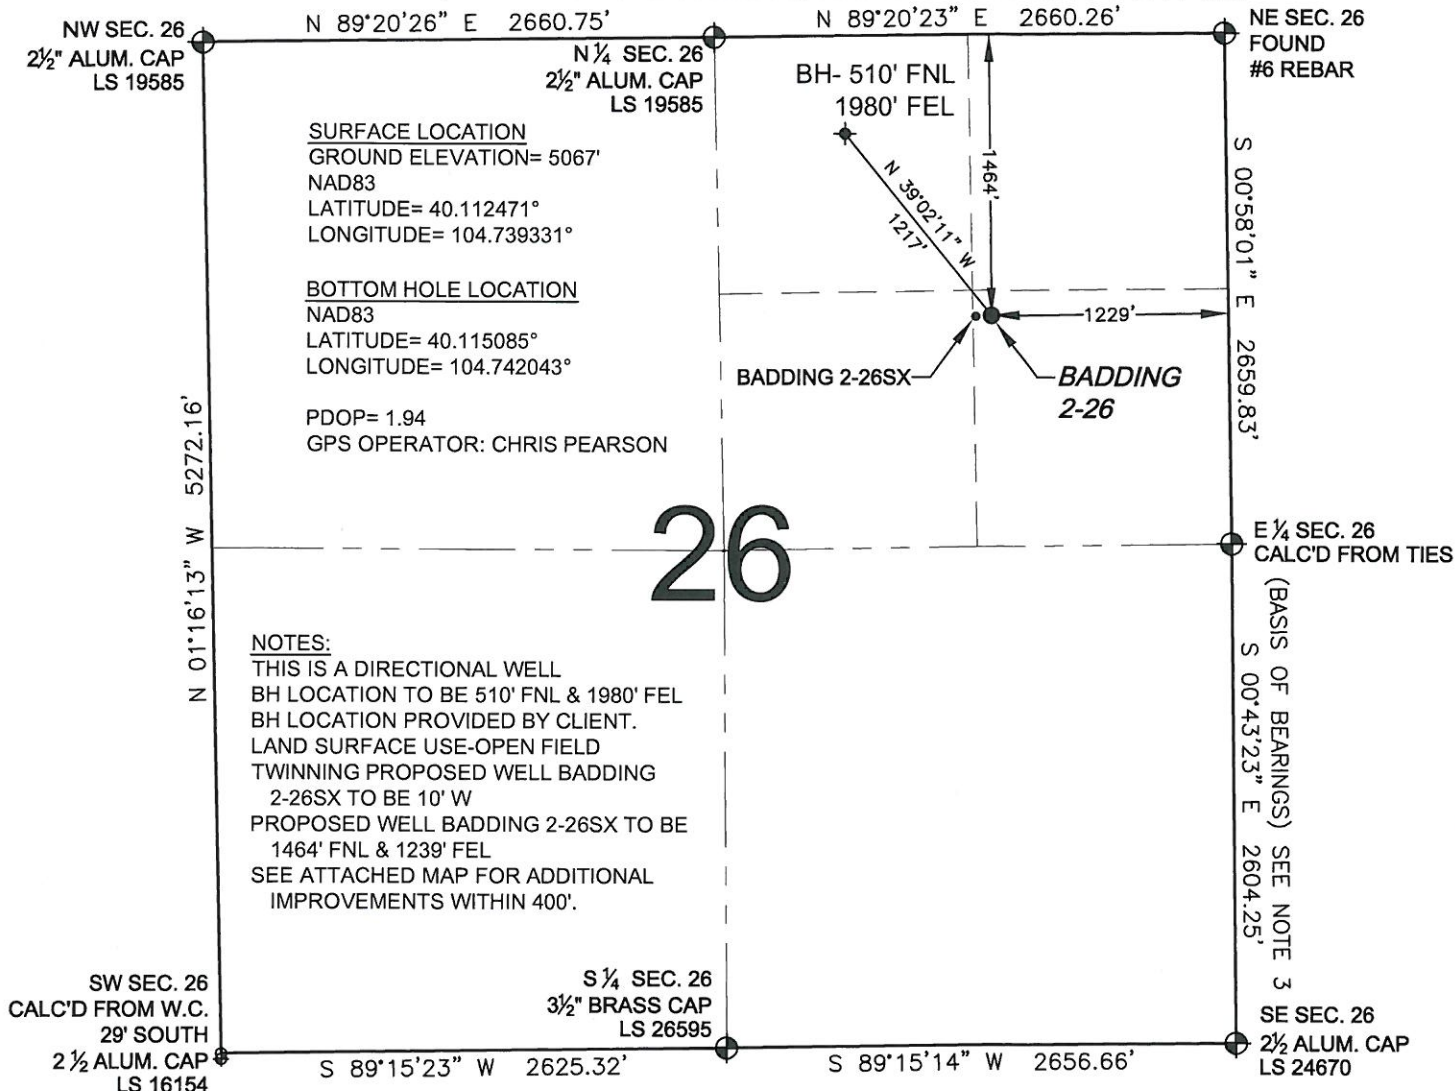 N 89°20'26" E 2660.75'
N 89°20'23" E 2660.26'
NW SEC. 26
2½" ALUM. CAP
LS 19585
N ¼ SEC. 26
2½" ALUM. CAP
LS 19585
NE SEC. 26
FOUND
#6 REBAR
BH- 510' FNL
1980' FEL
SURFACE LOCATION
GROUND ELEVATION= 5067'
NAD83
LATITUDE= 40.112471°
LONGITUDE= 104.739331°
BOTTOM HOLE LOCATION
NAD83
LATITUDE= 40.115085°
LONGITUDE= 104.742043°
PDOP= 1.94
GPS OPERATOR: CHRIS PEARSON
N 39°02'11" W
1217'
1464'
1229'
S 00°58'01" E 2659.83'
BADDING 2-26SX
BADDING
2-26
N 01°16'13" W 5272.16'
26
E ¼ SEC. 26
CALC'D FROM TIES
(BASIS OF BEARINGS) SEE NOTE 3
S 00°43'23" E 2604.25'
NOTES:
THIS IS A DIRECTIONAL WELL
BH LOCATION TO BE 510' FNL & 1980' FEL
BH LOCATION PROVIDED BY CLIENT.
LAND SURFACE USE-OPEN FIELD
TWINNING PROPOSED WELL BADDING
2-26SX TO BE 10' W
PROPOSED WELL BADDING 2-26SX TO BE
1464' FNL & 1239' FEL
SEE ATTACHED MAP FOR ADDITIONAL
IMPROVEMENTS WITHIN 400'.
SW SEC. 26
CALC'D FROM W.C.
29' SOUTH
2 ½ ALUM. CAP
LS 16154
S ¼ SEC. 26
3½" BRASS CAP
LS 26595
SE SEC. 26
2½ ALUM. CAP
LS 24670
S 89°15'23" W 2625.32'
S 89°15'14" W 2656.66'